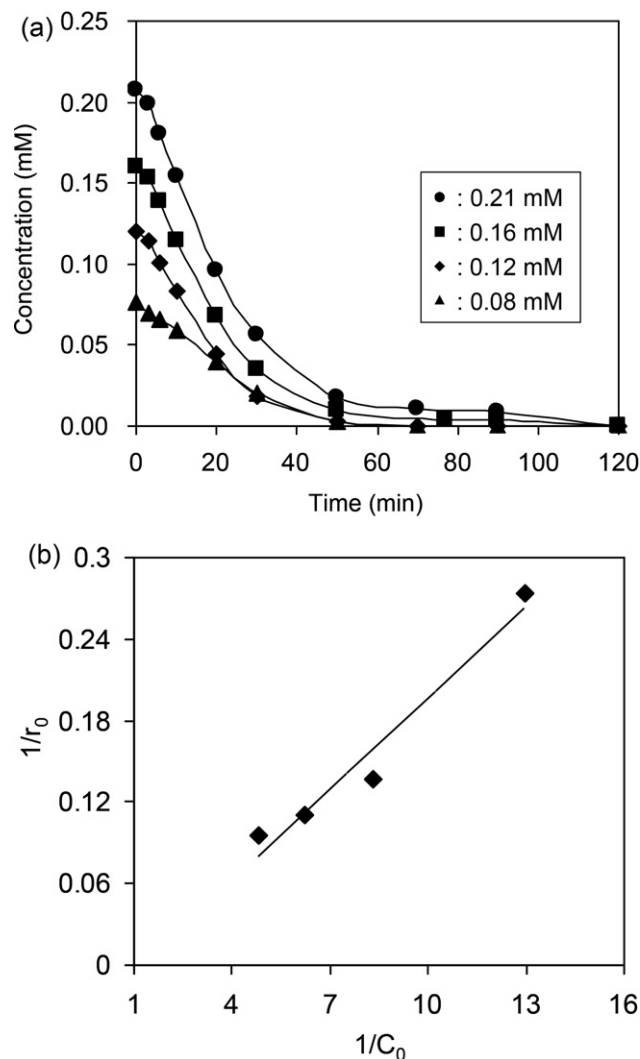 (a)
0.20
0.15
0.10
0.05
0.00
Concentration (mM)
: 0.21 mM
: 0.16 mM
: 0.12 mM
: 0.08 mM
0 20 40 60 80 100 120
Time (min)
(b)
0.3
0.24
0.18
0.12
0.06
0
1/r0
1 4 7 10 13 16
1/C0